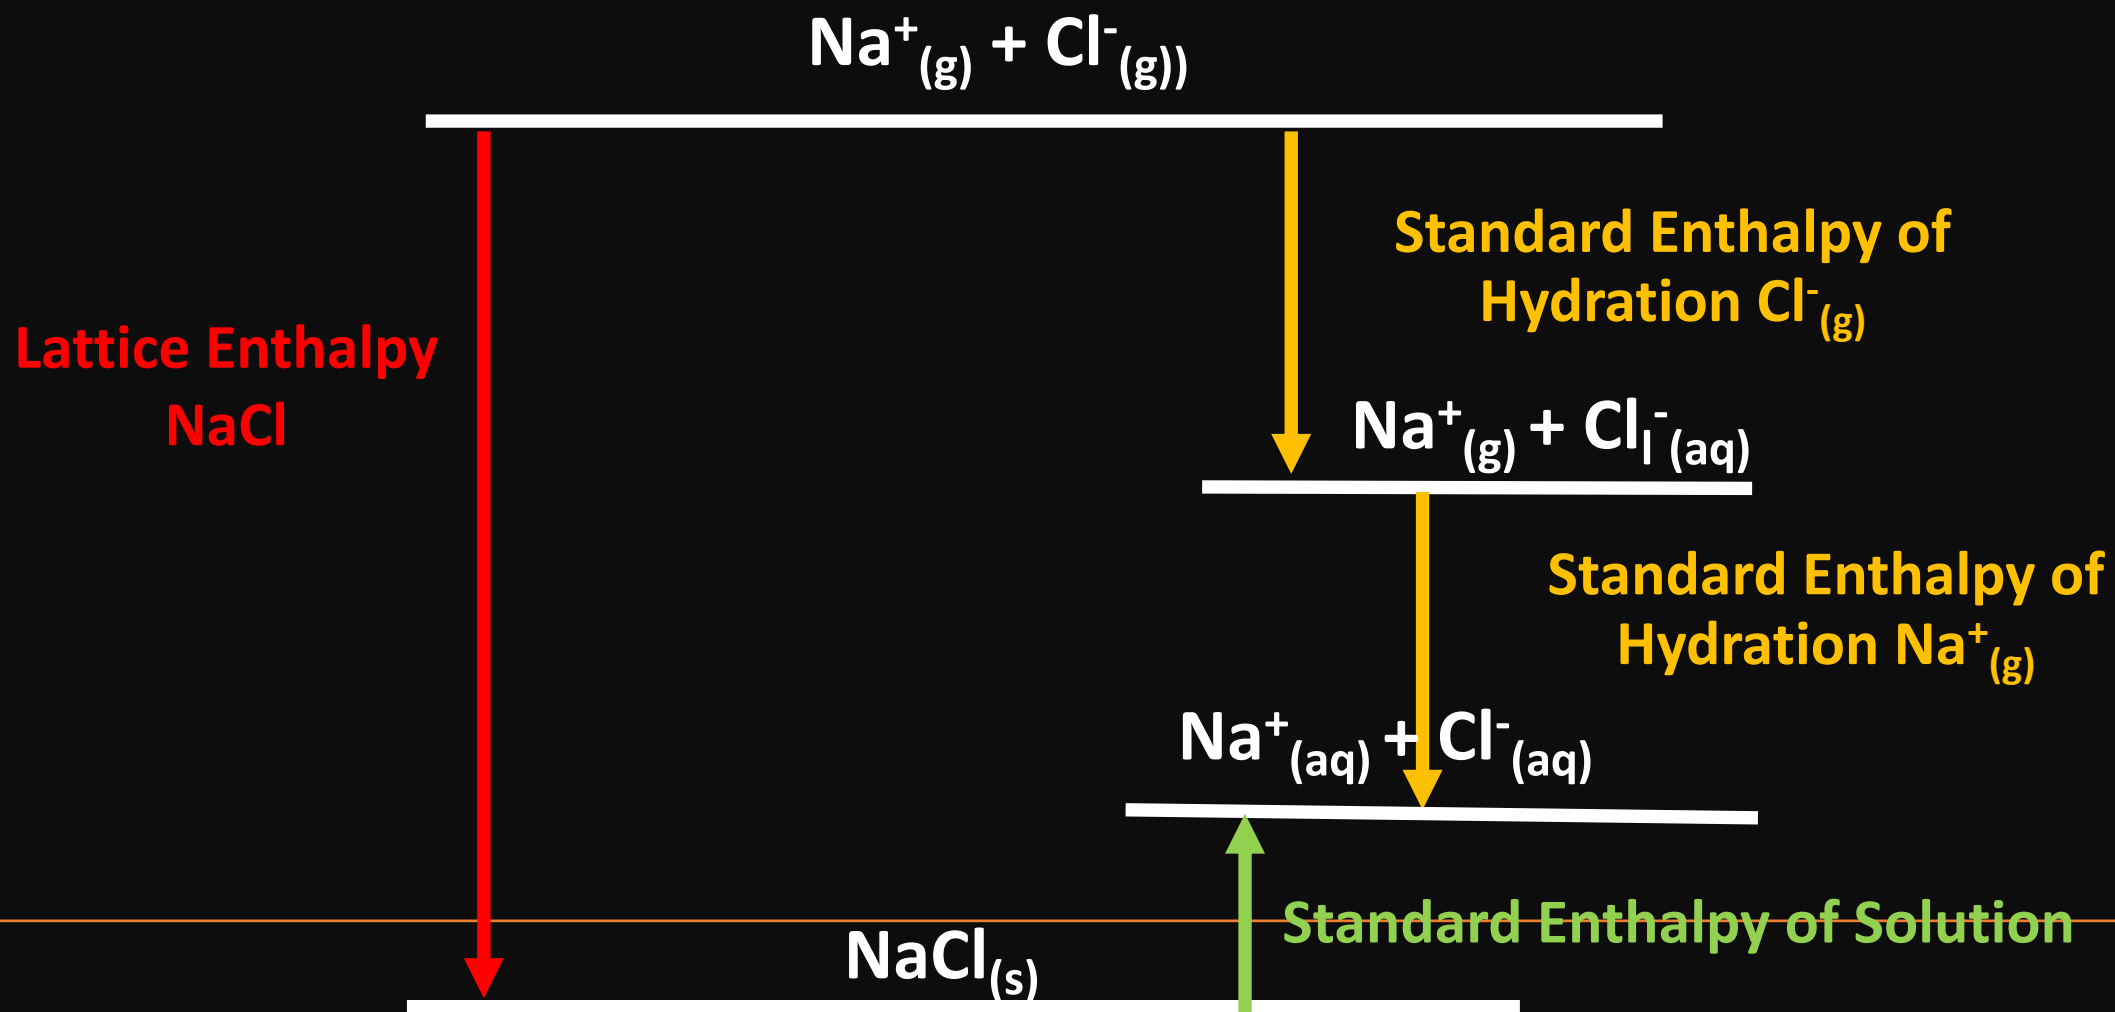 Na⁺(g) + Cl⁻(g))
Standard Enthalpy of
Hydration Cl⁻(g)
Lattice Enthalpy
NaCl
Na⁺(g) + Cll⁻(aq)
Standard Enthalpy of
Hydration Na⁺(g)
Na⁺(aq) + Cl⁻(aq)
Standard Enthalpy of Solution
NaCl(s)